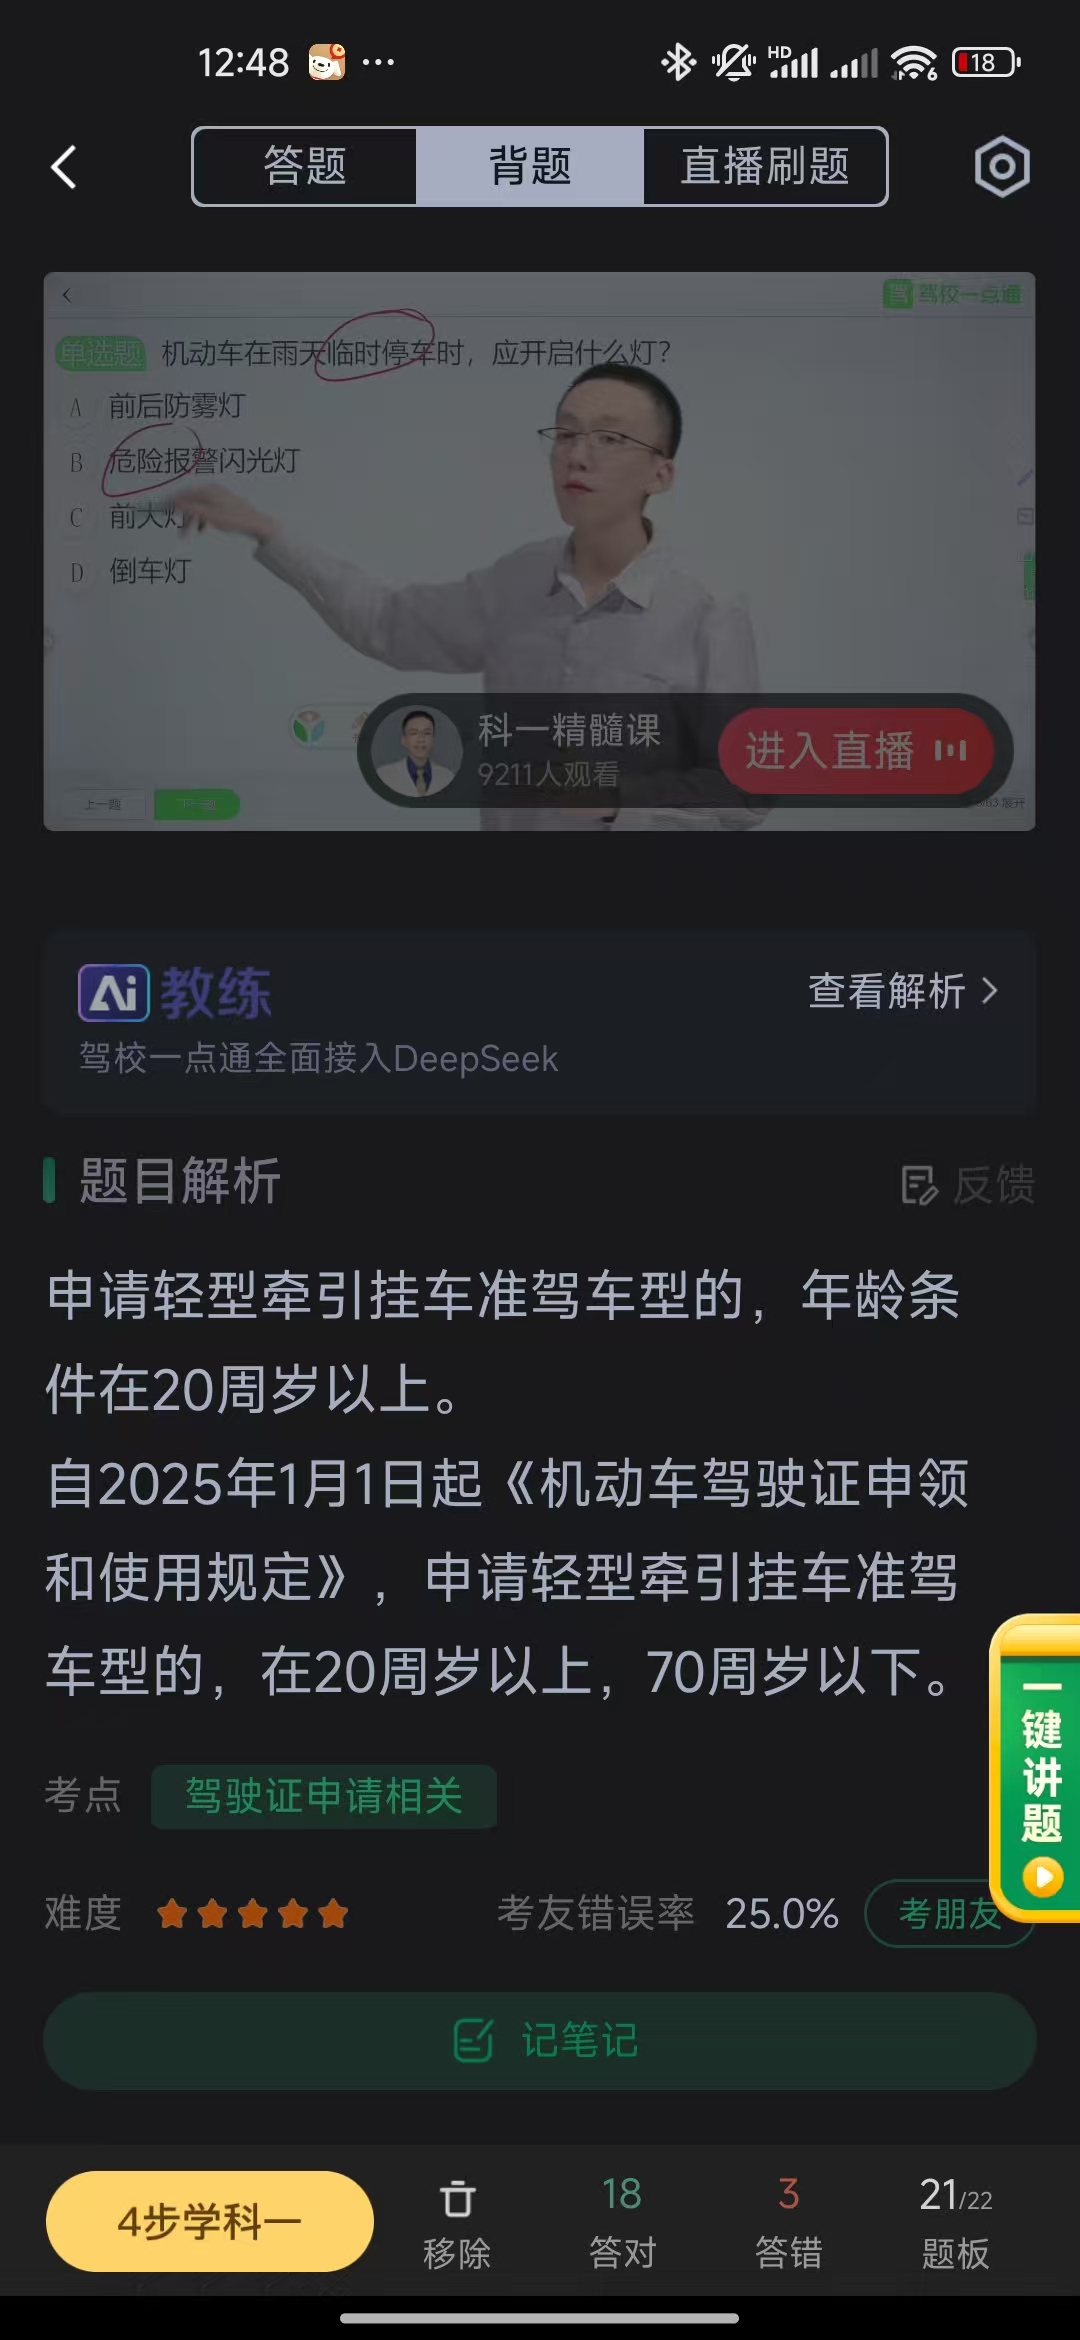 12:48
HD
6
18
答题
背题
直播刷题
驾校一点通
单选题 机动车在雨天临时停车时，应开启什么灯？
A 前后防雾灯
B 危险报警闪光灯
C 前大灯
D 倒车灯
科一精髓课
9211人观看
进入直播
上一题
下一题
展开
Ai教练
查看解析
驾校一点通全面接入DeepSeek
题目解析
反馈
申请轻型牵引挂车准驾车型的，年龄条
件在20周岁以上。
自2025年1月1日起《机动车驾驶证申领
和使用规定》，申请轻型牵引挂车准驾
车型的，在20周岁以上，70周岁以下。
一键讲题
考点 驾驶证申请相关
难度
考友错误率 25.0%
考朋友
记笔记
4步学科一
移除
18
答对
3
答错
21/22
题板